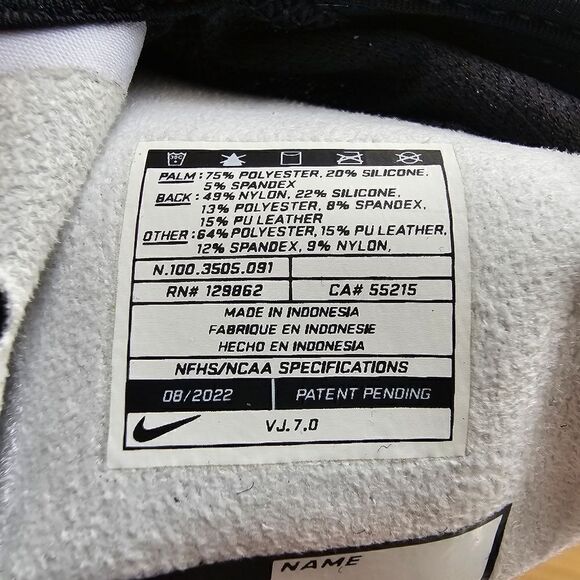 30C
PALM: 75% POLYESTER, 20% SILICONE,
5% SPANDEX
BACK: 49% NYLON, 22% SILICONE,
13% POLYESTER, 8% SPANDEX,
15% PU LEATHER
OTHER: 64% POLYESTER, 15% PU LEATHER,
12% SPANDEX, 9% NYLON,
N.100.3505.091
RN# 129862 CA# 55215
MADE IN INDONESIA
FABRIQUE EN INDONESIE
HECHO EN INDONESIA
NFHS/NCAA SPECIFICATIONS
08/2022 PATENT PENDING
VJ.7.0
NAME